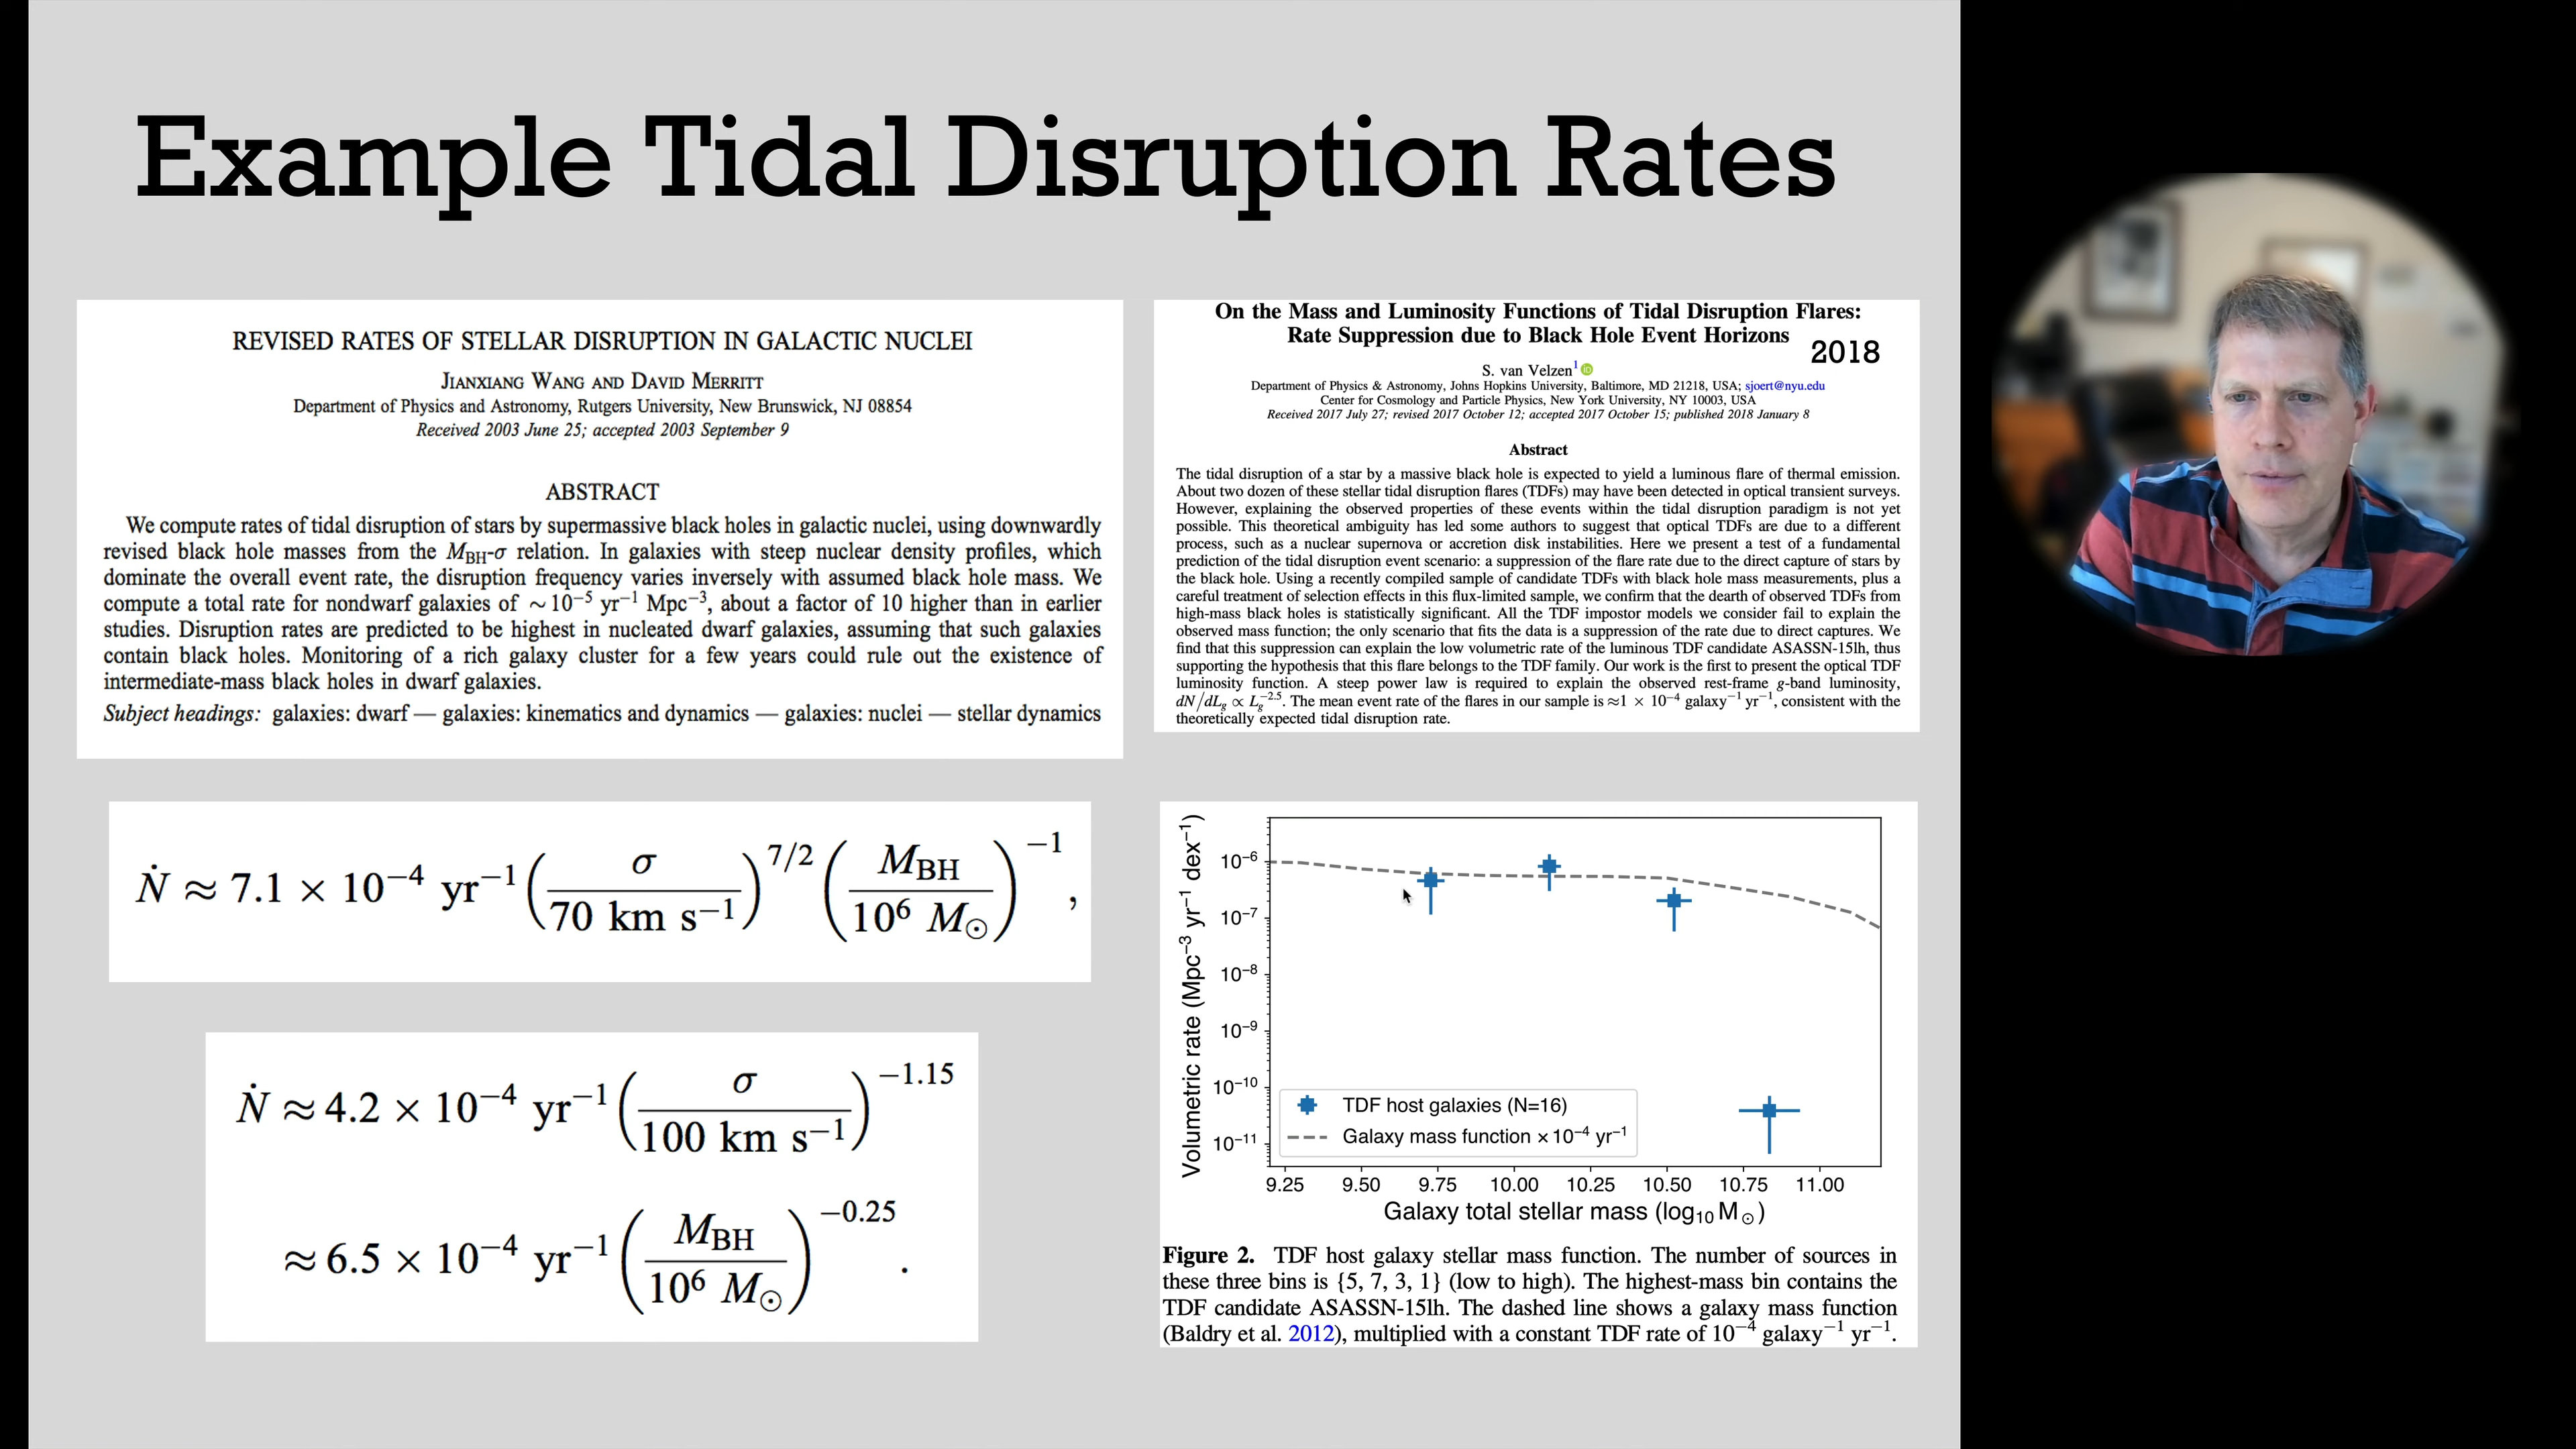 Example Tidal Disruption Rates
REVISED RATES OF STELLAR DISRUPTION IN GALACTIC NUCLEI
JIANXIANG WANG AND DAVID MERRITT
Department of Physics and Astronomy, Rutgers University, New Brunswick, NJ 08854
Received 2003 June 25; accepted 2003 September 9
ABSTRACT
We compute rates of tidal disruption of stars by supermassive black holes in galactic nuclei, using downwardly
revised black hole masses from the M_BH-σ relation. In galaxies with steep nuclear density profiles, which
dominate the overall event rate, the disruption frequency varies inversely with assumed black hole mass. We
compute a total rate for nondwarf galaxies of ~10⁻⁵ yr⁻¹ Mpc⁻³, about a factor of 10 higher than in earlier
studies. Disruption rates are predicted to be highest in nucleated dwarf galaxies, assuming that such galaxies
contain black holes. Monitoring of a rich galaxy cluster for a few years could rule out the existence of
intermediate-mass black holes in dwarf galaxies.
Subject headings: galaxies: dwarf — galaxies: kinematics and dynamics — galaxies: nuclei — stellar dynamics
Ṅ ≈ 7.1 × 10⁻⁴ yr⁻¹ (σ / 70 km s⁻¹)^7/2 (M_BH / 10⁶ M_⊙)^−1,
Ṅ ≈ 4.2 × 10⁻⁴ yr⁻¹ (σ / 100 km s⁻¹)^−1.15
≈ 6.5 × 10⁻⁴ yr⁻¹ (M_BH / 10⁶ M_⊙)^−0.25.
On the Mass and Luminosity Functions of Tidal Disruption Flares:
Rate Suppression due to Black Hole Event Horizons
2018
S. van Velzen¹ iD
Department of Physics & Astronomy, Johns Hopkins University, Baltimore, MD 21218, USA; sjoert@nyu.edu
Center for Cosmology and Particle Physics, New York University, NY 10003, USA
Received 2017 July 27; revised 2017 October 12; accepted 2017 October 15; published 2018 January 8
Abstract
The tidal disruption of a star by a massive black hole is expected to yield a luminous flare of thermal emission.
About two dozen of these stellar tidal disruption flares (TDFs) may have been detected in optical transient surveys.
However, explaining the observed properties of these events within the tidal disruption paradigm is not yet
possible. This theoretical ambiguity has led some authors to suggest that optical TDFs are due to a different
process, such as a nuclear supernova or accretion disk instabilities. Here we present a test of a fundamental
prediction of the tidal disruption event scenario: a suppression of the flare rate due to the direct capture of stars by
the black hole. Using a recently compiled sample of candidate TDFs with black hole mass measurements, plus a
careful treatment of selection effects in this flux-limited sample, we confirm that the dearth of observed TDFs from
high-mass black holes is statistically significant. All the TDF impostor models we consider fail to explain the
observed mass function; the only scenario that fits the data is a suppression of the rate due to direct captures. We
find that this suppression can explain the low volumetric rate of the luminous TDF candidate ASASSN-15lh, thus
supporting the hypothesis that this flare belongs to the TDF family. Our work is the first to present the optical TDF
luminosity function. A steep power law is required to explain the observed rest-frame g-band luminosity,
dN/dL_g ∝ L_g^−2.5. The mean event rate of the flares in our sample is ≈1 × 10⁻⁴ galaxy⁻¹ yr⁻¹, consistent with the
theoretically expected tidal disruption rate.
Volumetric rate (Mpc⁻³ yr⁻¹ dex⁻¹)
10⁻⁶
10⁻⁷
10⁻⁸
10⁻⁹
10⁻¹⁰
10⁻¹¹
TDF host galaxies (N=16)
Galaxy mass function ×10⁻⁴ yr⁻¹
9.25 9.50 9.75 10.00 10.25 10.50 10.75 11.00
Galaxy total stellar mass (log₁₀ M_⊙)
Figure 2. TDF host galaxy stellar mass function. The number of sources in
these three bins is {5, 7, 3, 1} (low to high). The highest-mass bin contains the
TDF candidate ASASSN-15lh. The dashed line shows a galaxy mass function
(Baldry et al. 2012), multiplied with a constant TDF rate of 10⁻⁴ galaxy⁻¹ yr⁻¹.